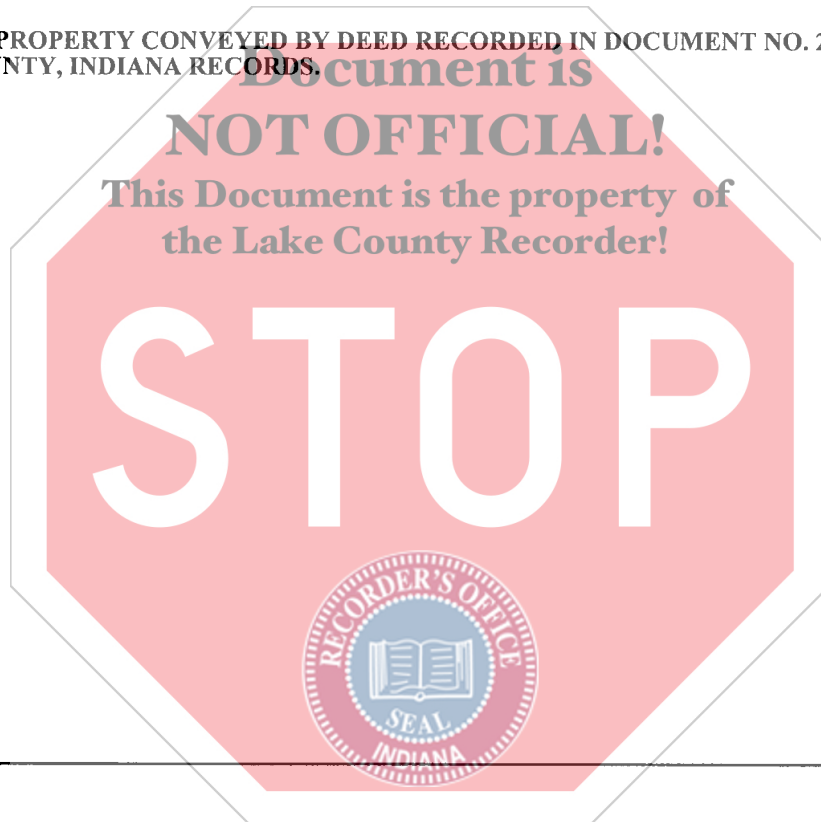 PROPERTY CONVEYED BY DEED RECORDED IN DOCUMENT NO. 2
NTY, INDIANA RECORDS.
Document is
NOT OFFICIAL!
This Document is the property of
the Lake County Recorder!
STOP
RECORDER'S OFFICE
SEAL
INDIANA